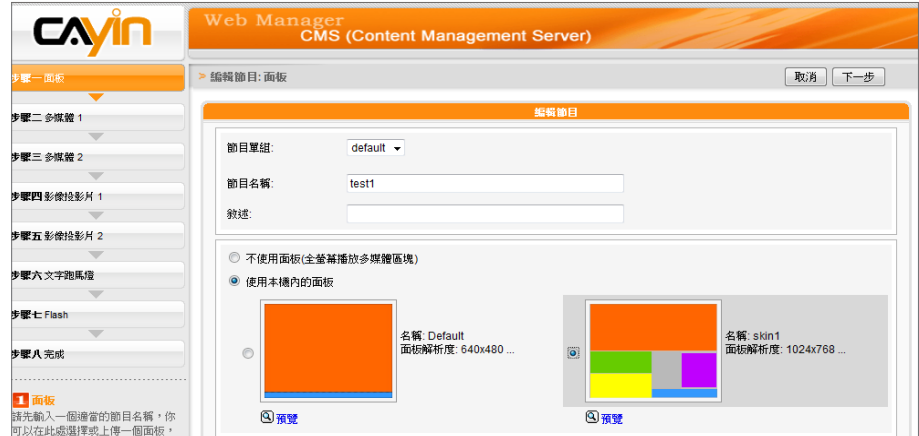 CAYIN
Web Manager
CMS (Content Management Server)
步驟一 面板
步驟二 多媒體 1
步驟三 多媒體 2
步驟四 影像投影片 1
步驟五 影像投影片 2
步驟六 文字跑馬燈
步驟七 Flash
步驟八 完成
1 面板
請先輸入一個適當的節目名稱，你
可以在此處選擇或上傳一個面板，
> 編輯節目: 面板
取消
下一步
編輯節目
節目單組:
default
節目名稱:
test1
敘述:
不使用面板(全螢幕播放多媒體區塊)
使用本機內的面板
名稱: Default
面板解析度: 640x480 ...
預覽
名稱: skin1
面板解析度: 1024x768 ...
預覽